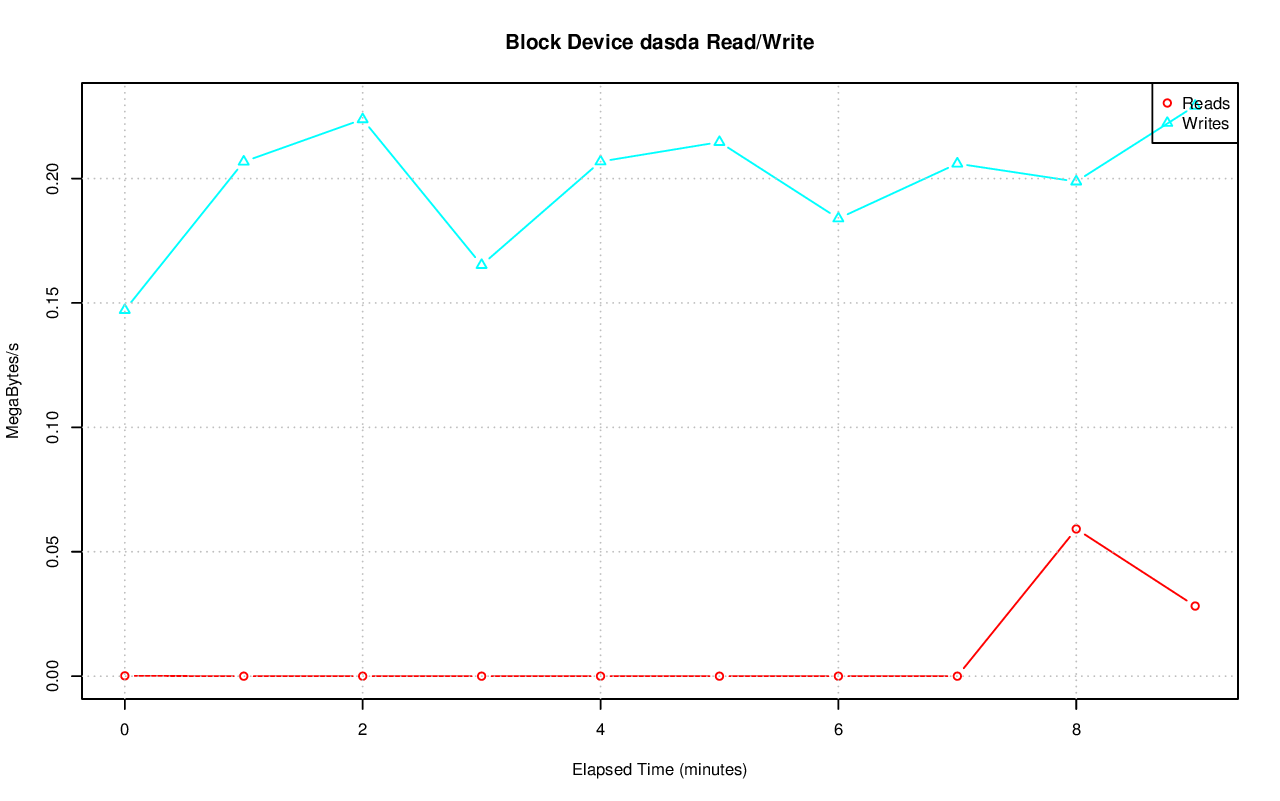 Block Device dasda Read/Write
Reads
Writes
MegaBytes/s
0.20
0.15
0.10
0.05
0.00
0 2 4 6 8
Elapsed Time (minutes)